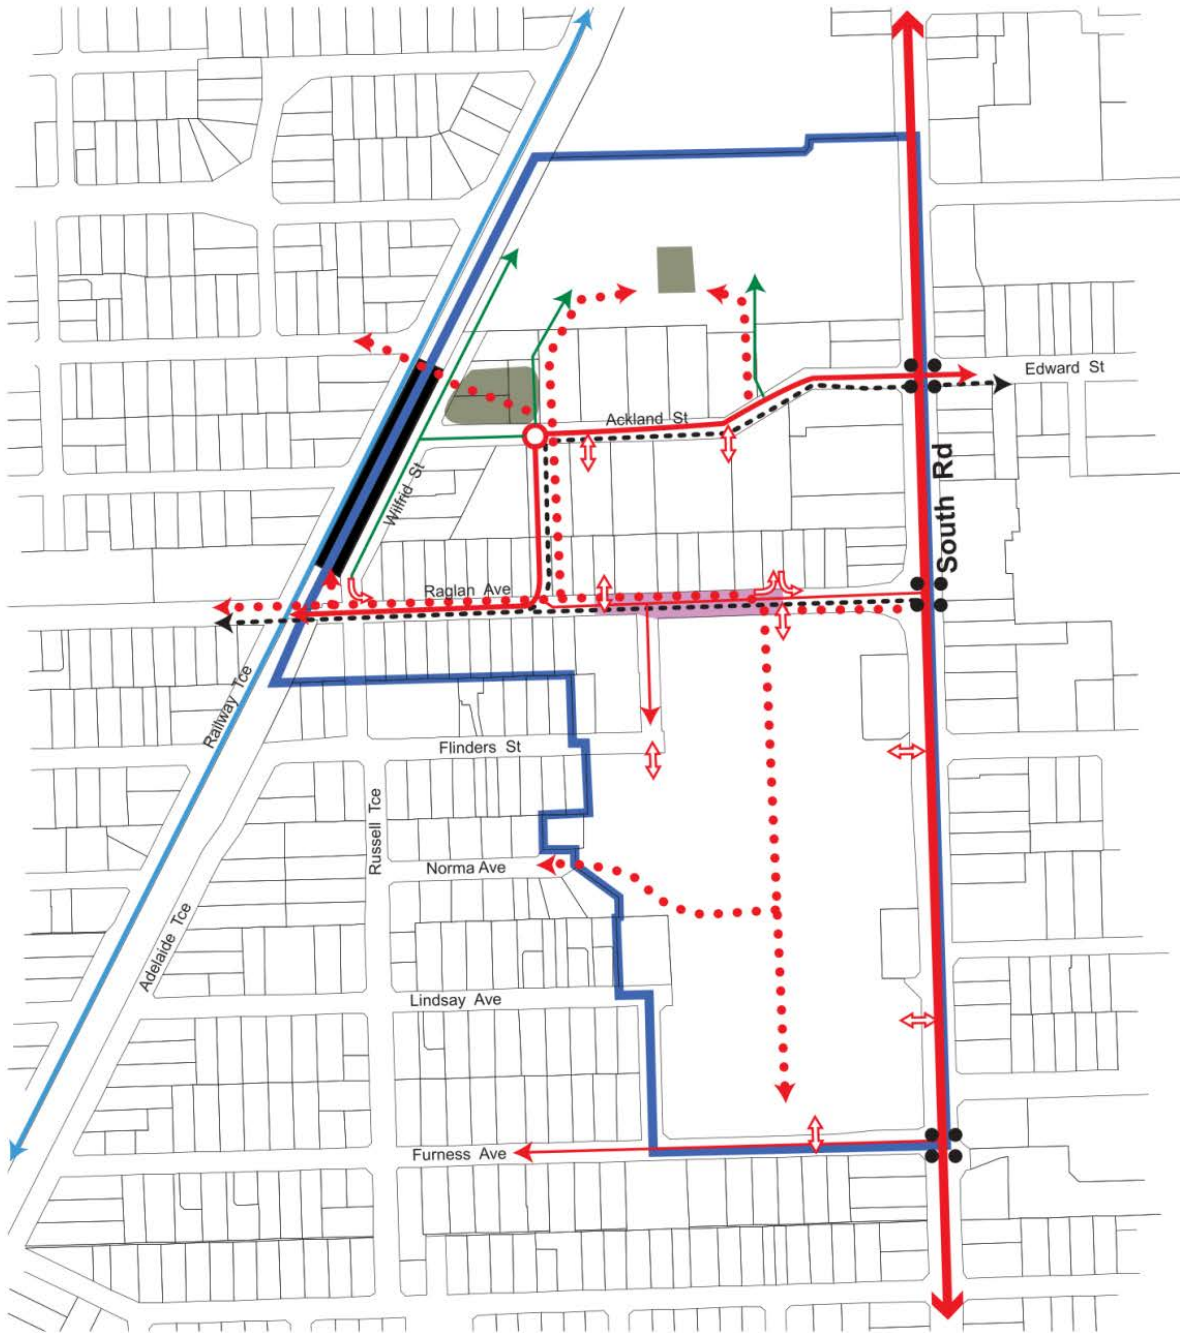 Edward St
Ackland St
South Rd
Wilfrid St
Raglan Ave
Railway Tce
Flinders St
Russell Tce
Norma Ave
Adelaide Tce
Lindsay Ave
Furness Ave